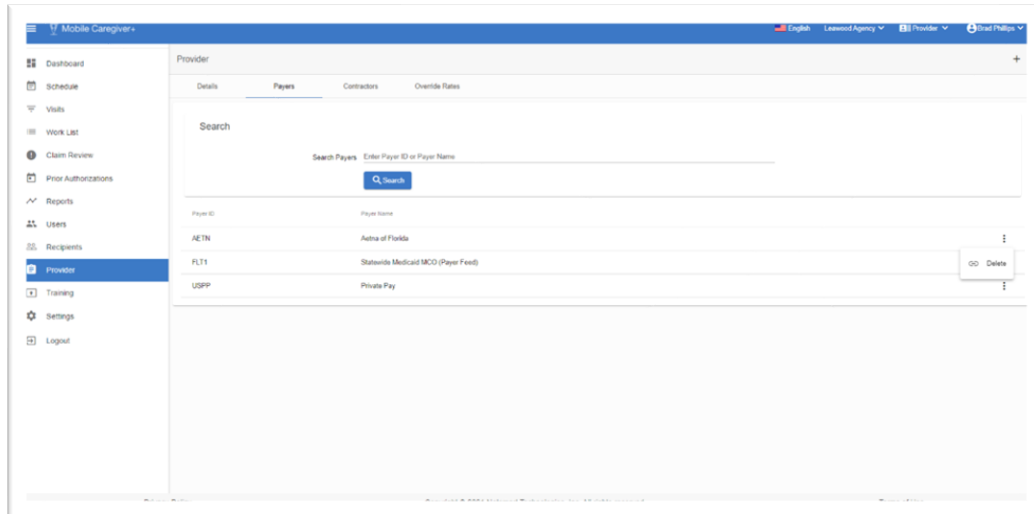 Mobile Caregiver+
English Leawood Agency Provider Brad Phillips
Dashboard
Schedule
Visits
Work List
Claim Review
Prior Authorizations
Reports
Users
Recipients
Provider
Training
Settings
Logout
Provider
Details Payers Contractors Override Rates
Search
Search Payers Enter Payer ID or Payer Name
Search
Payer ID Payer Name
AETN Aetna of Florida
FLT1 Statewide Medicaid MCO (Payer Feed)
Delete
USPP Private Pay